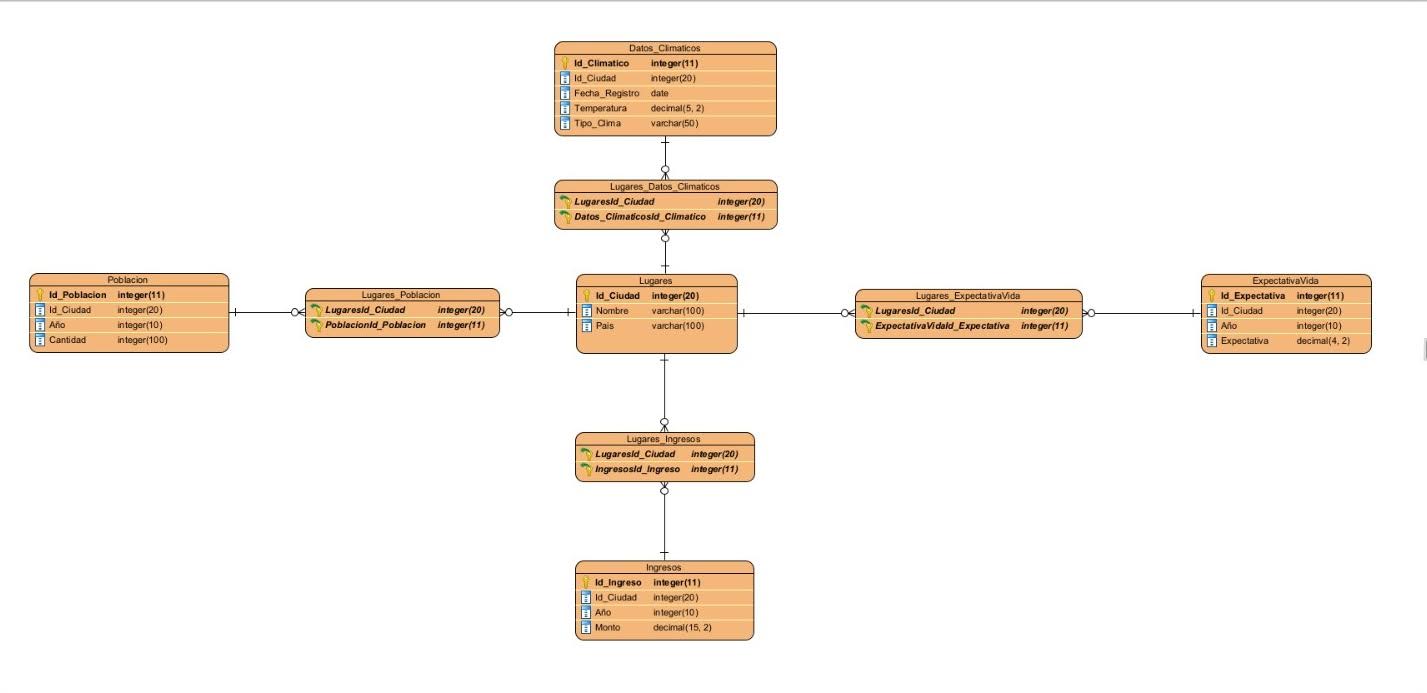 Datos_Climaticos
Id_Climatico integer(11)
Id_Ciudad integer(20)
Fecha_Registro date
Temperatura decimal(5, 2)
Tipo_Clima varchar(50)
Lugares_Datos_Climaticos
LugaresId_Ciudad integer(20)
Datos_ClimaticosId_Climatico integer(11)
Poblacion
Id_Poblacion integer(11)
Id_Ciudad integer(20)
Año integer(10)
Cantidad integer(100)
Lugares_Poblacion
LugaresId_Ciudad integer(20)
PoblacionId_Poblacion integer(11)
Lugares
Id_Ciudad integer(20)
Nombre varchar(100)
Pais varchar(100)
Lugares_ExpectativaVida
LugaresId_Ciudad integer(20)
ExpectativaVidaId_Expectativa integer(11)
ExpectativaVida
Id_Expectativa integer(11)
Id_Ciudad integer(20)
Año integer(10)
Expectativa decimal(4, 2)
Lugares_Ingresos
LugaresId_Ciudad integer(20)
IngresosId_Ingreso integer(11)
Ingresos
Id_Ingreso integer(11)
Id_Ciudad integer(20)
Año integer(10)
Monto decimal(15, 2)